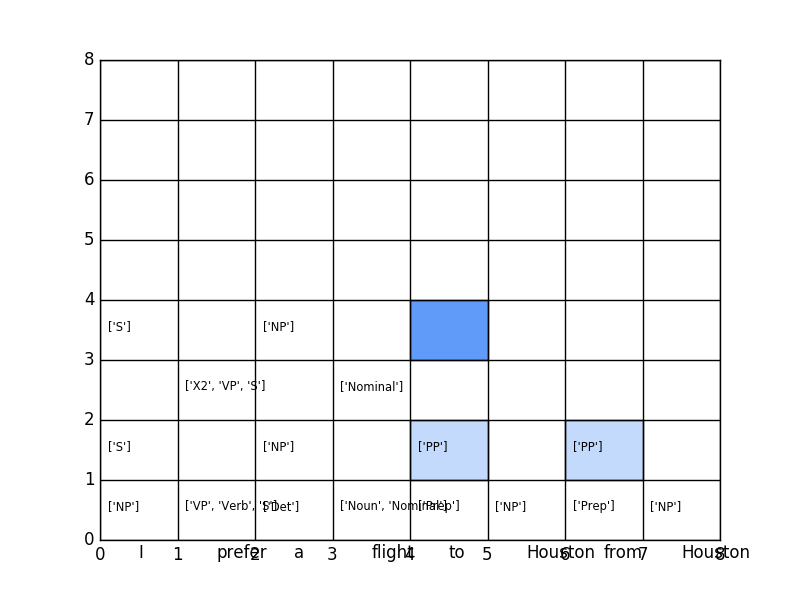 8
7
6
5
4
['S'] ['NP']
3
['X2', 'VP', 'S'] ['Nominal']
2
['S'] ['NP'] ['PP'] ['PP']
1
['NP'] ['VP', 'Verb', 'S'] ['Det'] ['Noun', 'Nominal'] ['Prep'] ['NP'] ['Prep'] ['NP']
0
0 1 2 3 4 5 6 7 8
I prefer a flight to Houston from Houston